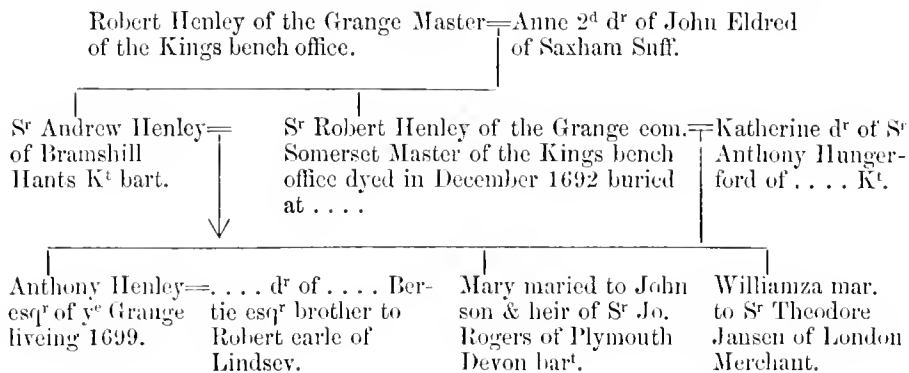 Robert Henley of the Grange Master=Anne 2ᵈ dʳ of John Eldred
of the Kings bench office. of Saxham Suff.
Sʳ Andrew Henley=
of Bramshill
Hants Kᵗ bart.
Sʳ Robert Henley of the Grange com.=
Somerset Master of the Kings bench
office dyed in December 1692 buried
at . . . .
Katherine dʳ of Sʳ
Anthony Hunger-
ford of . . . . Kᵗ.
Anthony Henley=
esqʳ of yᵉ Grange
liveing 1699.
. . . . dʳ of . . . . Ber-
tie esqʳ brother to
Robert earle of
Lindsey.
Mary maried to John
son & heir of Sʳ Jo.
Rogers of Plymouth
Devon barᵗ.
Williamza mar.
to Sʳ Theodore
Jansen of London
Merchant.